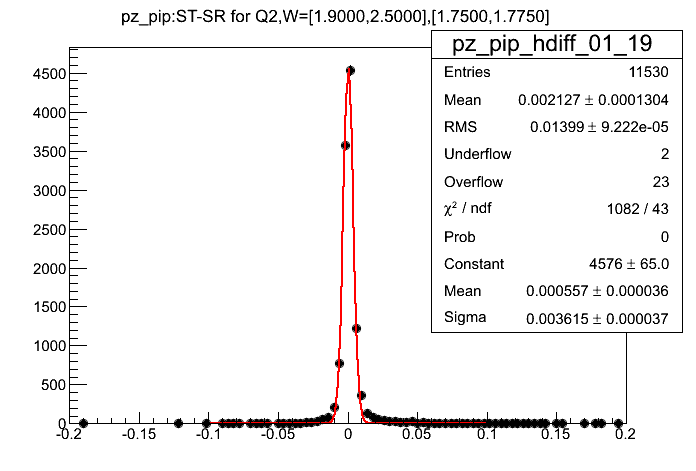 pz_pip:ST-SR for Q2,W=[1.9000,2.5000],[1.7500,1.7750]
pz_pip_hdiff_01_19
Entries 11530
Mean 0.002127 ± 0.0001304
RMS 0.01399 ± 9.222e-05
Underflow 2
Overflow 23
χ² / ndf 1082 / 43
Prob 0
Constant 4576 ± 65.0
Mean 0.000557 ± 0.000036
Sigma 0.003615 ± 0.000037
4500
4000
3500
3000
2500
2000
1500
1000
500
0
-0.2 -0.15 -0.1 -0.05 0 0.05 0.1 0.15 0.2